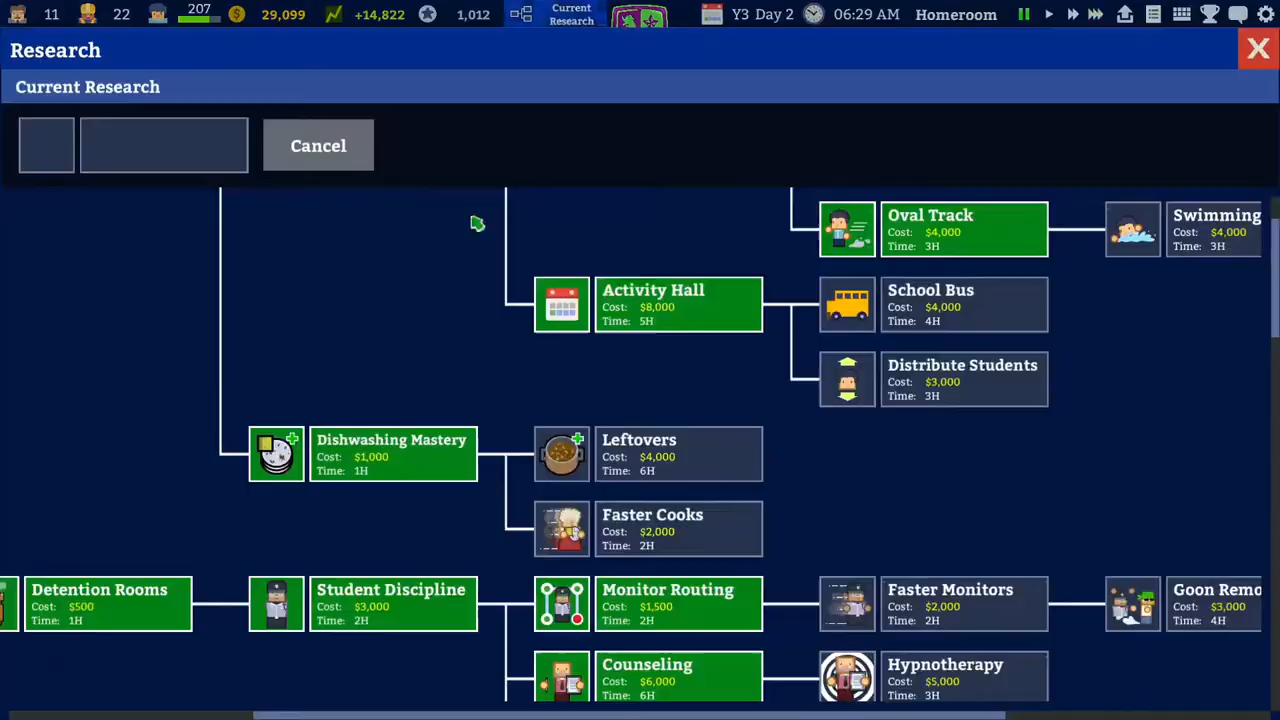 11 22 207 29,099 +14,822 1,012 Current Research Y3 Day 2 06:29 AM Homeroom
Research
Current Research
Cancel
Oval Track
Cost: $4,000
Time: 3H
Swimming
Cost: $4,000
Time: 3H
Activity Hall
Cost: $8,000
Time: 5H
School Bus
Cost: $4,000
Time: 4H
Distribute Students
Cost: $3,000
Time: 3H
Dishwashing Mastery
Cost: $1,000
Time: 1H
Leftovers
Cost: $4,000
Time: 6H
Faster Cooks
Cost: $2,000
Time: 2H
Detention Rooms
Cost: $500
Time: 1H
Student Discipline
Cost: $3,000
Time: 2H
Monitor Routing
Cost: $1,500
Time: 2H
Faster Monitors
Cost: $2,000
Time: 2H
Goon Remo
Cost: $3,000
Time: 4H
Counseling
Cost: $6,000
Time: 6H
Hypnotherapy
Cost: $5,000
Time: 3H